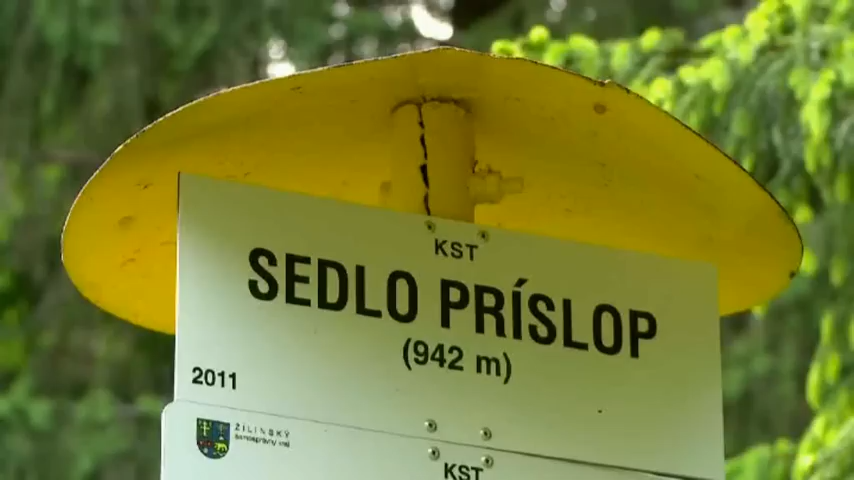 KST
SEDLO PRÍSLOP
(942 m)
2011
ŽILINSKÝ
samosprávny kraj
KST